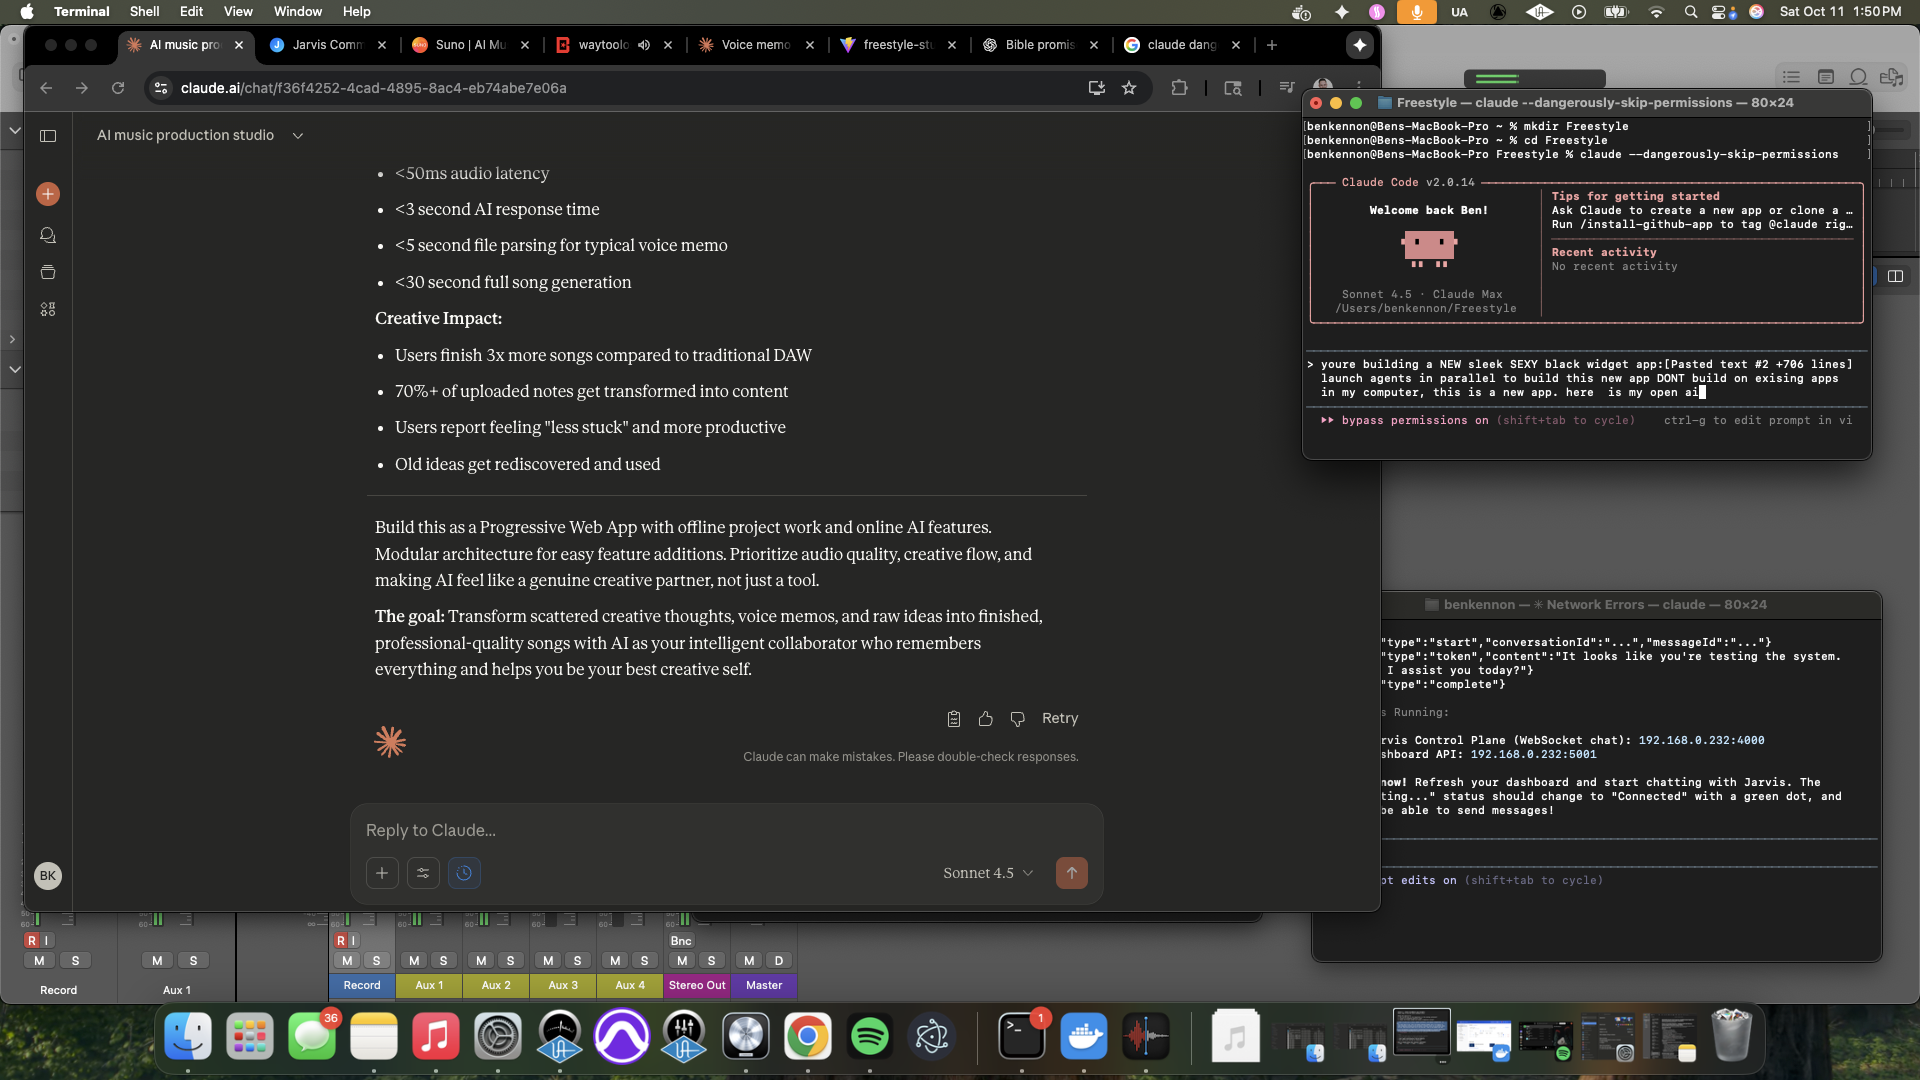 Terminal Shell Edit View Window Help
UA
Sat Oct 11 1:50 PM
AI music pro
Jarvis Comm
Suno | AI Mu
waytoolo
Voice memo
freestyle-stu
Bible promis
claude dang
claude.ai/chat/f36f4252-4cad-4895-8ac4-eb74abe7e06a
AI music production studio
<50ms audio latency
<3 second AI response time
<5 second file parsing for typical voice memo
<30 second full song generation
Creative Impact:
Users finish 3x more songs compared to traditional DAW
70%+ of uploaded notes get transformed into content
Users report feeling "less stuck" and more productive
Old ideas get rediscovered and used
Build this as a Progressive Web App with offline project work and online AI features.
Modular architecture for easy feature additions. Prioritize audio quality, creative flow, and
making AI feel like a genuine creative partner, not just a tool.
The goal: Transform scattered creative thoughts, voice memos, and raw ideas into finished,
professional-quality songs with AI as your intelligent collaborator who remembers
everything and helps you be your best creative self.
Retry
Claude can make mistakes. Please double-check responses.
Reply to Claude...
Sonnet 4.5
BK
Freestyle — claude --dangerously-skip-permissions — 80×24
[benkennon@Bens-MacBook-Pro ~ % mkdir Freestyle ]
[benkennon@Bens-MacBook-Pro ~ % cd Freestyle ]
[benkennon@Bens-MacBook-Pro Freestyle % claude --dangerously-skip-permissions ]
Claude Code v2.0.14
Welcome back Ben!
Sonnet 4.5 · Claude Max
/Users/benkennon/Freestyle
Tips for getting started
Ask Claude to create a new app or clone a …
Run /install-github-app to tag @claude rig…
Recent activity
No recent activity
> youre building a NEW sleek SEXY black widget app:[Pasted text #2 +706 lines]
launch agents in parallel to build this new app DONT build on exising apps
in my computer, this is a new app. here  is my open ai
bypass permissions on (shift+tab to cycle) ctrl-g to edit prompt in vi
benkennon — ✳ Network Errors — claude — 80×24
"type":"start","conversationId":"...","messageId":"..."}
"type":"token","content":"It looks like you're testing the system.
I assist you today?"}
"type":"complete"}
s Running:
rvis Control Plane (WebSocket chat): 192.168.0.232:4000
shboard API: 192.168.0.232:5001
now! Refresh your dashboard and start chatting with Jarvis. The
ting..." status should change to "Connected" with a green dot, and
be able to send messages!
pt edits on (shift+tab to cycle)
R I
R I
Bnc
M S M S M S M S M S M S M S M S M D
Record
Aux 1
Record Aux 1 Aux 2 Aux 3 Aux 4 Stereo Out Master
36
1